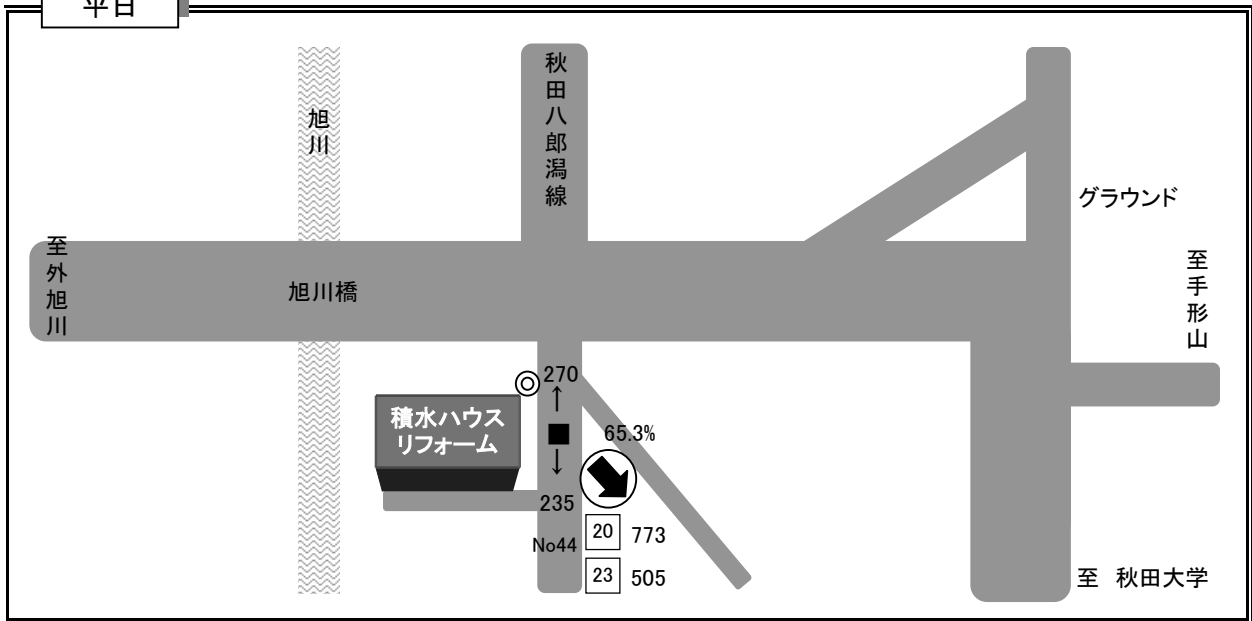 平日
秋田八郎潟線
旭川
グラウンド
至外旭川
旭川橋
至手形山
270
積水ハウス
リフォーム
65.3%
235
20 773
No44
23 505
至 秋田大学